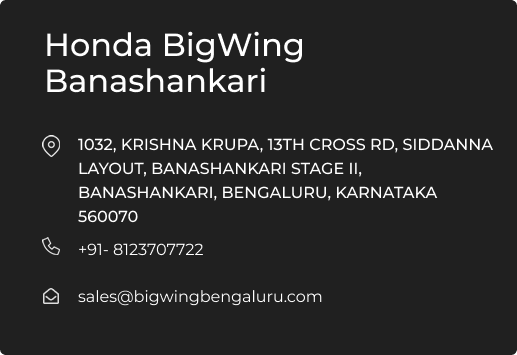 Honda BigWing
Banashankari
1032, KRISHNA KRUPA, 13TH CROSS RD, SIDDANNA
LAYOUT, BANASHANKARI STAGE II,
BANASHANKARI, BENGALURU, KARNATAKA
560070
+91- 8123707722
sales@bigwingbengaluru.com